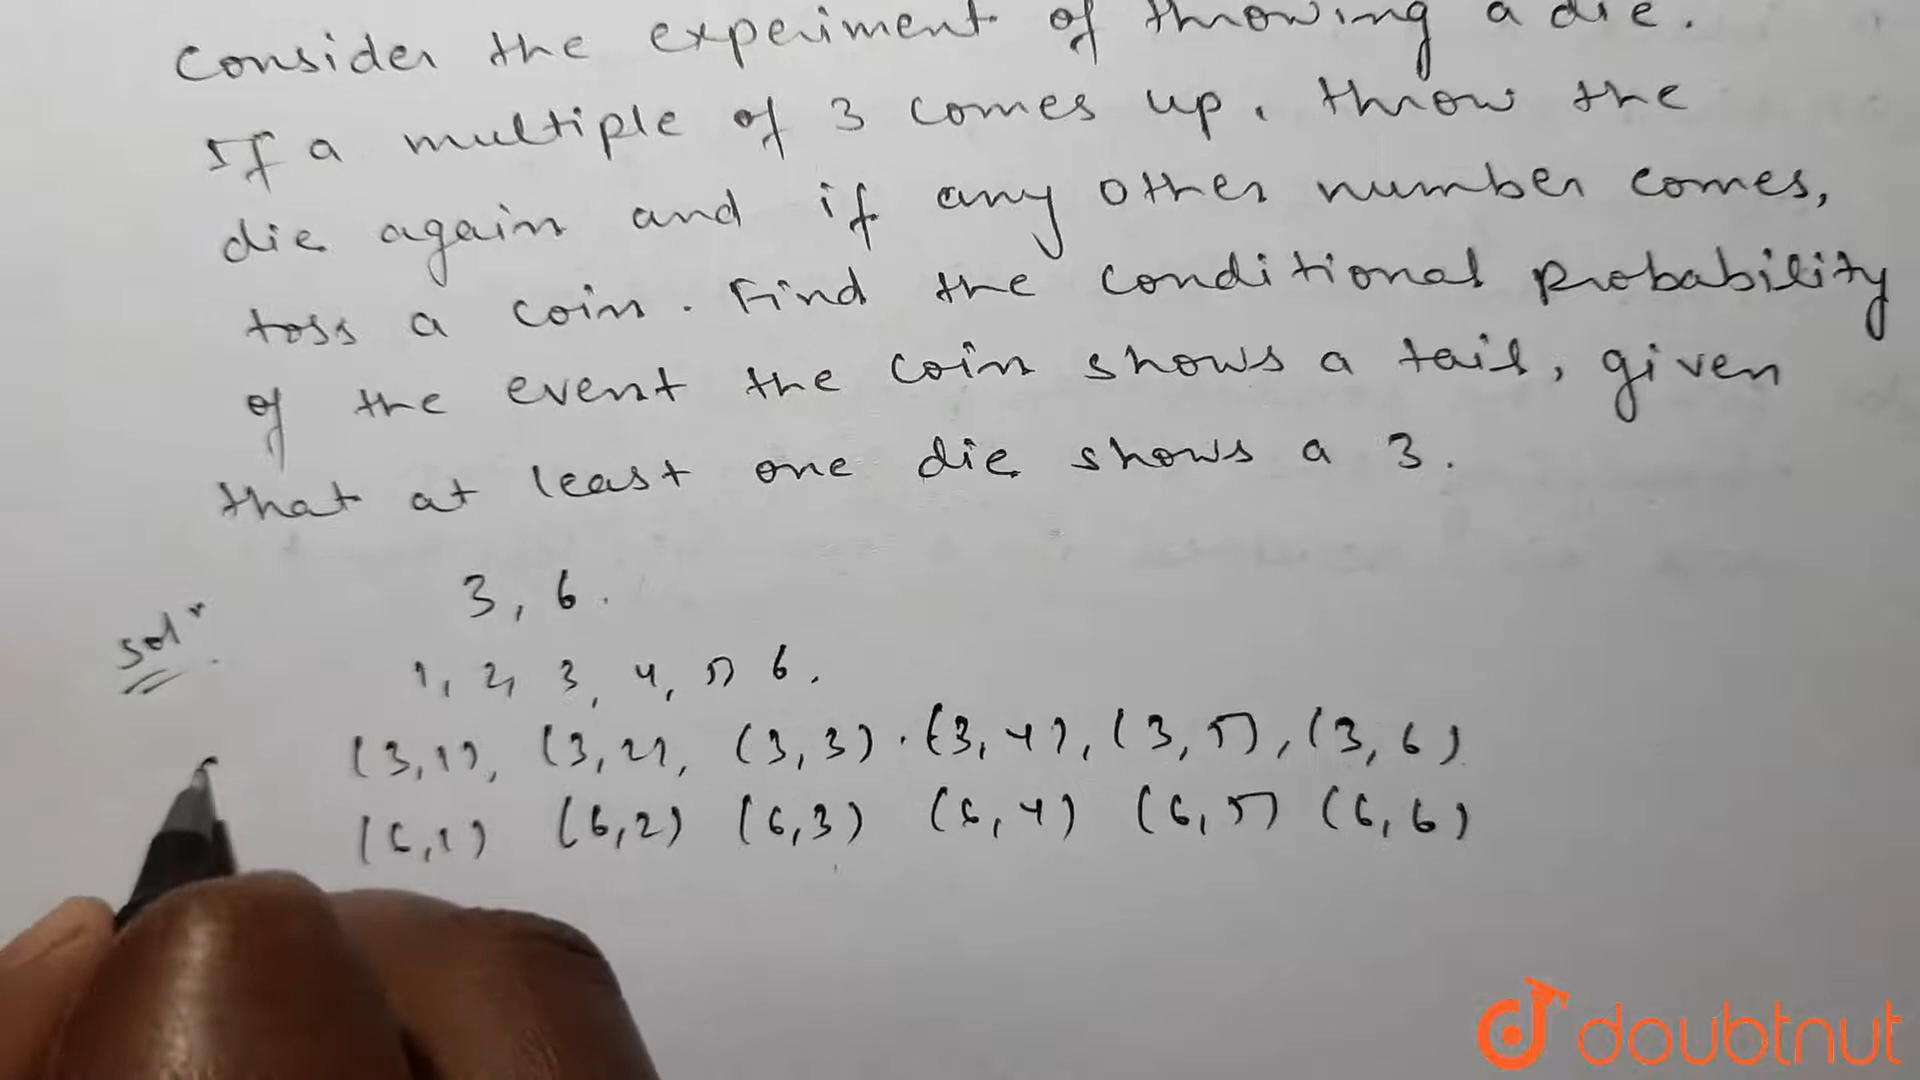 Consider the experiment of throwing a die.
If a multiple of 3 comes up, throw the
die again and if any other number comes,
toss a coin. Find the conditional probability
of the event the coin shows a tail, given
that at least one die shows a 3.
3, 6.
Solⁿ.
1, 2, 3, 4, 5, 6.
(3,1), (3,2), (3,3), (3,4), (3,5), (3,6)
(6,1) (6,2) (6,3) (6,4) (6,5) (6,6)
doubtnut